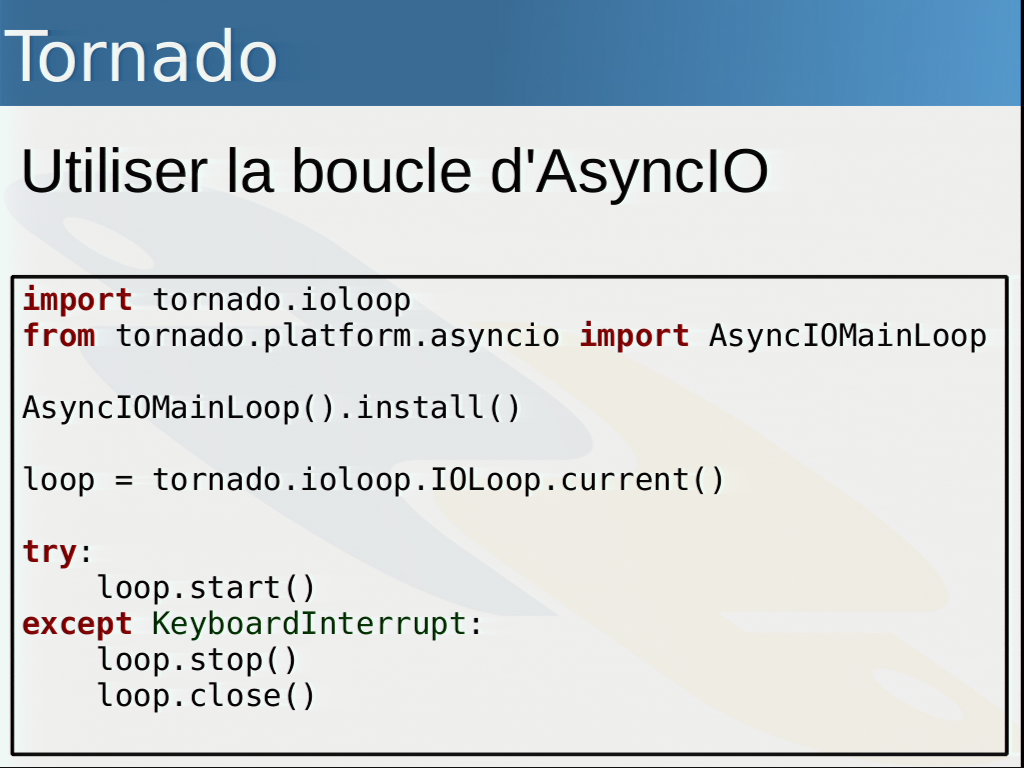 Tornado
Utiliser la boucle d'AsyncIO
import tornado.ioloop
from tornado.platform.asyncio import AsyncIOMainLoop
AsyncIOMainLoop().install()
loop = tornado.ioloop.IOLoop.current()
try:
    loop.start()
except KeyboardInterrupt:
    loop.stop()
    loop.close()